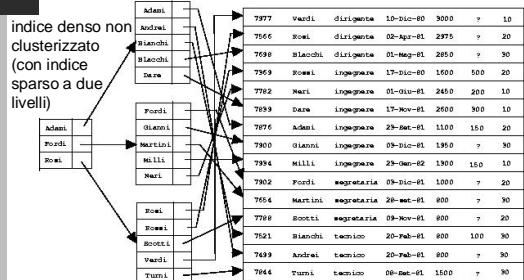 indice denso non
clusterizzato
(con indice
sparso a due
livelli)
Adami
Fordi
Rosi
Adami
Andrei
Bianchi
Blacchi
Dare
Fordi
Gianni
Martini
Milli
Neri
Rosi
Rossi
Scotti
Verdi
Turni
7977 Verdi dirigente 10-Dic-80 3000 ? 10
7566 Rosi dirigente 02-Apr-81 2975 ? 20
7698 Blacchi dirigente 01-Mag-81 2850 ? 30
7369 Rossi ingegnere 17-Dic-80 1600 500 20
7782 Neri ingegnere 01-Giu-81 2450 200 10
7839 Dare ingegnere 17-Nov-81 2600 300 10
7876 Adami ingegnere 29-Set-81 1100 150 20
7900 Gianni ingegnere 09-Dic-81 1950 ? 30
7934 Milli ingegnere 23-Gen-82 1300 150 10
7902 Fordi segretaria 03-Dic-81 1000 ? 20
7654 Martini segretaria 28-set-81 800 ? 30
7788 Scotti segretaria 09-Nov-81 800 ? 20
7521 Bianchi tecnico 20-Feb-81 800 100 30
7499 Andrei tecnico 20-Feb-81 800 ? 30
7844 Turni tecnico 08-Set-81 1500 ? 30